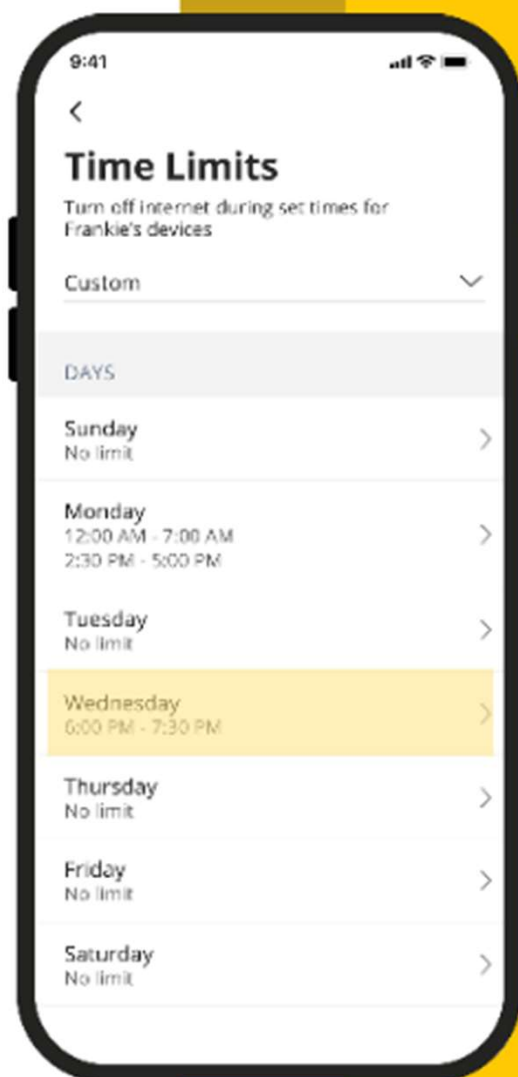 9:41
Time Limits
Turn off internet during set times for
Frankie's devices
Custom
DAYS
Sunday
No limit
Monday
12:00 AM - 7:00 AM
2:30 PM - 5:00 PM
Tuesday
No limit
Wednesday
6:00 PM - 7:30 PM
Thursday
No limit
Friday
No limit
Saturday
No limit